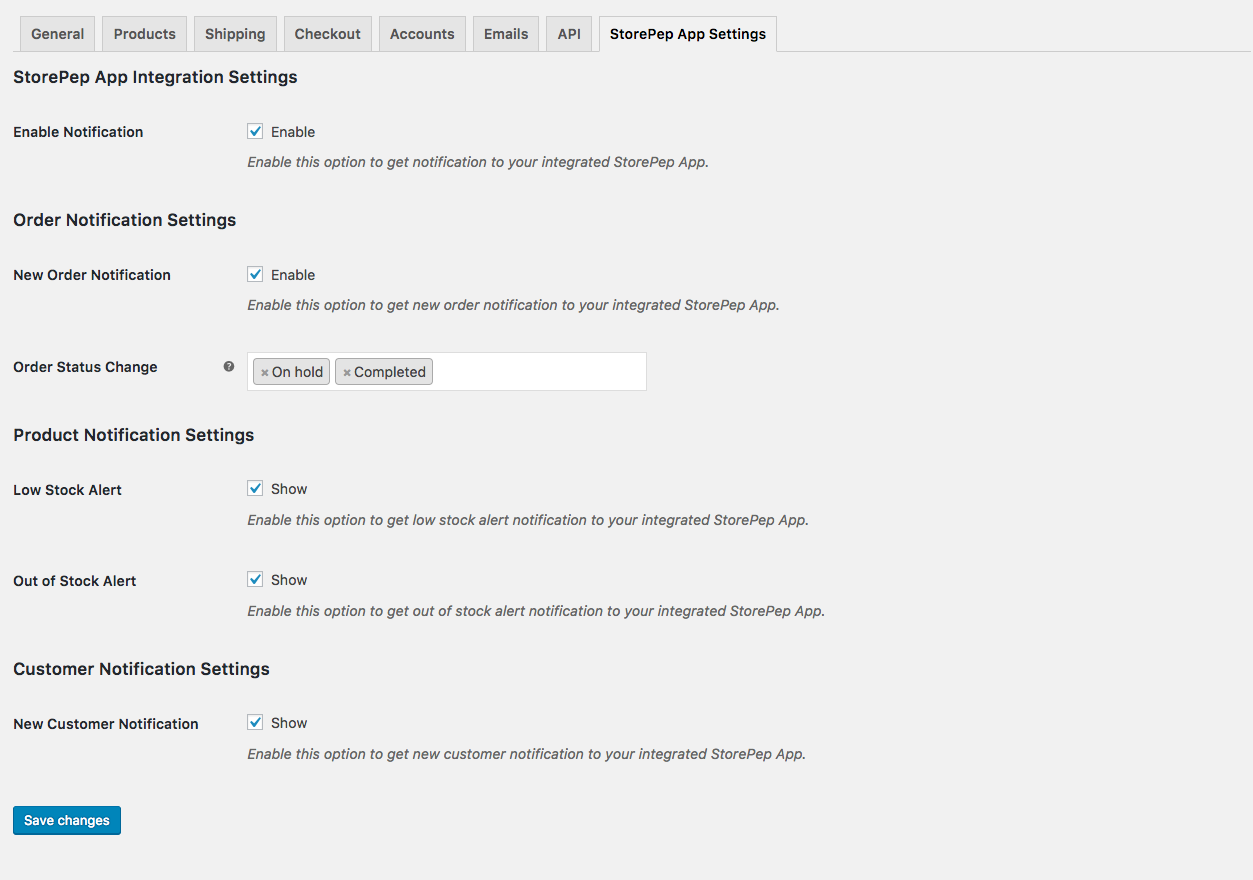 General Products Shipping Checkout Accounts Emails API StorePep App Settings
StorePep App Integration Settings
Enable Notification Enable
Enable this option to get notification to your integrated StorePep App.
Order Notification Settings
New Order Notification Enable
Enable this option to get new order notification to your integrated StorePep App.
Order Status Change ? × On hold × Completed
Product Notification Settings
Low Stock Alert Show
Enable this option to get low stock alert notification to your integrated StorePep App.
Out of Stock Alert Show
Enable this option to get out of stock alert notification to your integrated StorePep App.
Customer Notification Settings
New Customer Notification Show
Enable this option to get new customer notification to your integrated StorePep App.
Save changes